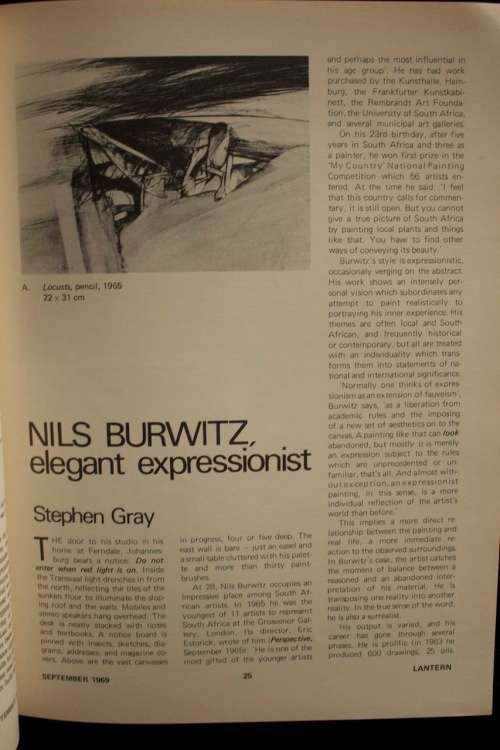 A. Locusts, pencil, 1965
22 x 31 cm
NILS BURWITZ,
elegant expressionist
Stephen Gray
THE door to his studio in his
home at Ferndale, Johannes-
burg bears a notice: Do not
enter when red light is on. Inside
the Transvaal light drenches in from
the north, reflecting the tiles of the
sunken floor to illuminate the slop-
ing roof and the walls. Mobiles and
stereo speakers hang overhead. The
desk is neatly stocked with notes
and textbooks. A notice board is
pinned with insects, sketches, dia-
grams, addresses, and magazine co-
vers. Above are the vast canvasses
in progress, four or five deep. The
east wall is bare – just an easel and
a small table cluttered with his palet-
te and more than thirty paint-
brushes.
At 28, Nils Burwitz occupies an
impressive place among South Af-
rican artists. In 1965 he was the
youngest of 11 artists to represent
South Africa at the Grosvenor Gal-
lery, London. Its director, Eric
Estorick, wrote of him (Perspective,
September 1965): 'He is one of the
most gifted of the younger artists
and perhaps the most influential in
his age group'. He has had work
purchased by the Kunsthalle, Ham-
burg, the Frankfurter Kunstkabi-
nett, the Rembrandt Art Founda-
tion, the University of South Africa,
and several municipal art galleries.
On his 23rd birthday, after five
years in South Africa and three as
a painter, he won first prize in the
'My Country' National Painting
Competition which 56 artists en-
tered. At the time he said: 'I feel
that this country calls for commen-
tary; it is still open. But you cannot
give a true picture of South Africa
by painting local plants and things
like that. You have to find other
ways of conveying its beauty.'
Burwitz's style is expressionistic,
occasionaly verging on the abstract.
His work shows an intensely per-
sonal vision which subordinates any
attempt to paint realistically to
portraying his inner experience. His
themes are often local and South
African, and frequently historical
or contemporary, but all are treated
with an individuality which trans-
forms them into statements of na-
tional and international significance.
'Normally one thinks of expres-
sionism as an extension of fauveism',
Burwitz says, 'as a liberation from
academic rules and the imposing
of a new set of aesthetics on to the
canvas. A painting like that can look
abandoned, but mostly it is merely
an expression subject to the rules
which are unprecedented or un-
familiar, that's all. And almost with-
out exception, an expressionist
painting, in this sense, is a more
individual reflection of the artist's
world than before.'
This implies a more direct re-
lationship between the painting and
real life, a more immediate re-
action to the observed surroundings.
In Burwitz's case, the artist catches
the moment of balance between a
reasoned and an abandoned inter-
pretation of his material. He is
transposing one reality into another
reality. In the true sense of the word,
he is also a surrealist.
His output is varied, and his
career has gone through several
phases. He is prolific (in 1963 he
produced 600 drawings, 25 oils,
SEPTEMBER 1969
25
LANTERN